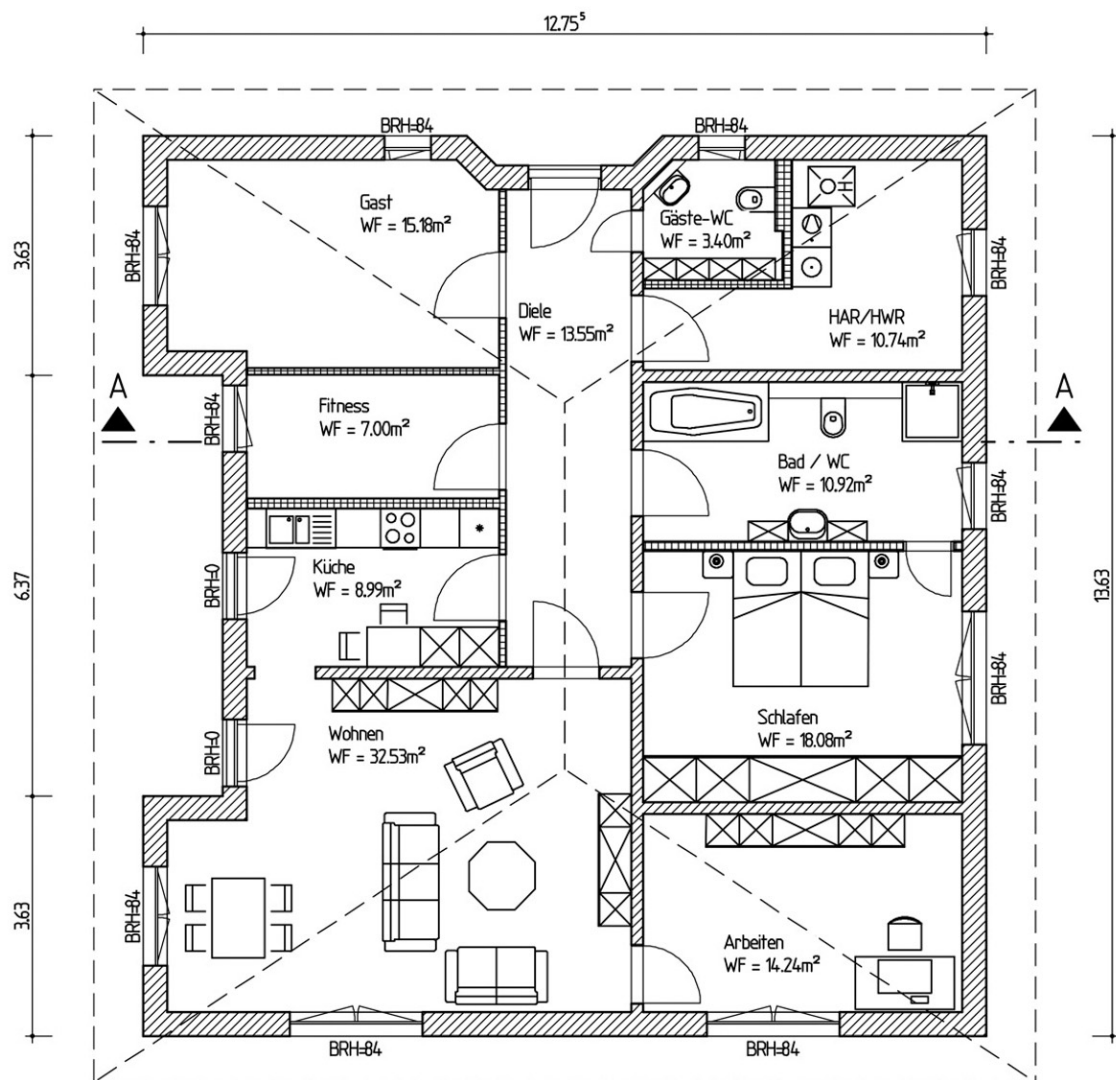 12.75⁵
BRH=84
BRH=84
Gast
WF = 15.18m²
Gäste-WC
WF = 3.40m²
3.63
BRH=84
BRH=84
Diele
WF = 13.55m²
HAR/HWR
WF = 10.74m²
A
A
Fitness
WF = 7.00m²
BRH=84
Bad / WC
WF = 10.92m²
BRH=84
Küche
WF = 8.99m²
BRH=0
6.37
13.63
BRH=84
Wohnen
WF = 32.53m²
Schlafen
WF = 18.08m²
BRH=0
3.63
BRH=84
Arbeiten
WF = 14.24m²
BRH=84
BRH=84